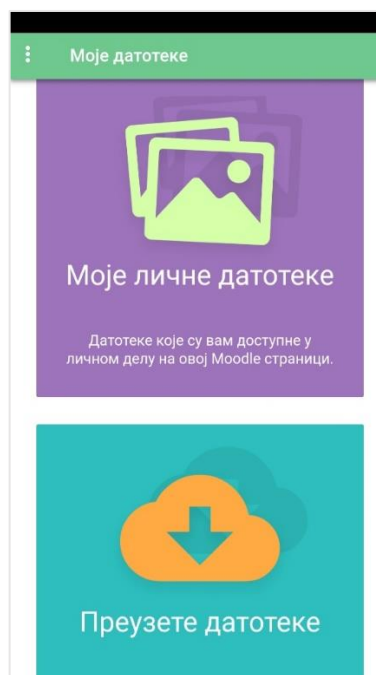 Моје датотеке
Моје личне датотеке
Датотеке које су вам доступне у
личном делу на овој Moodle страници.
Преузете датотеке